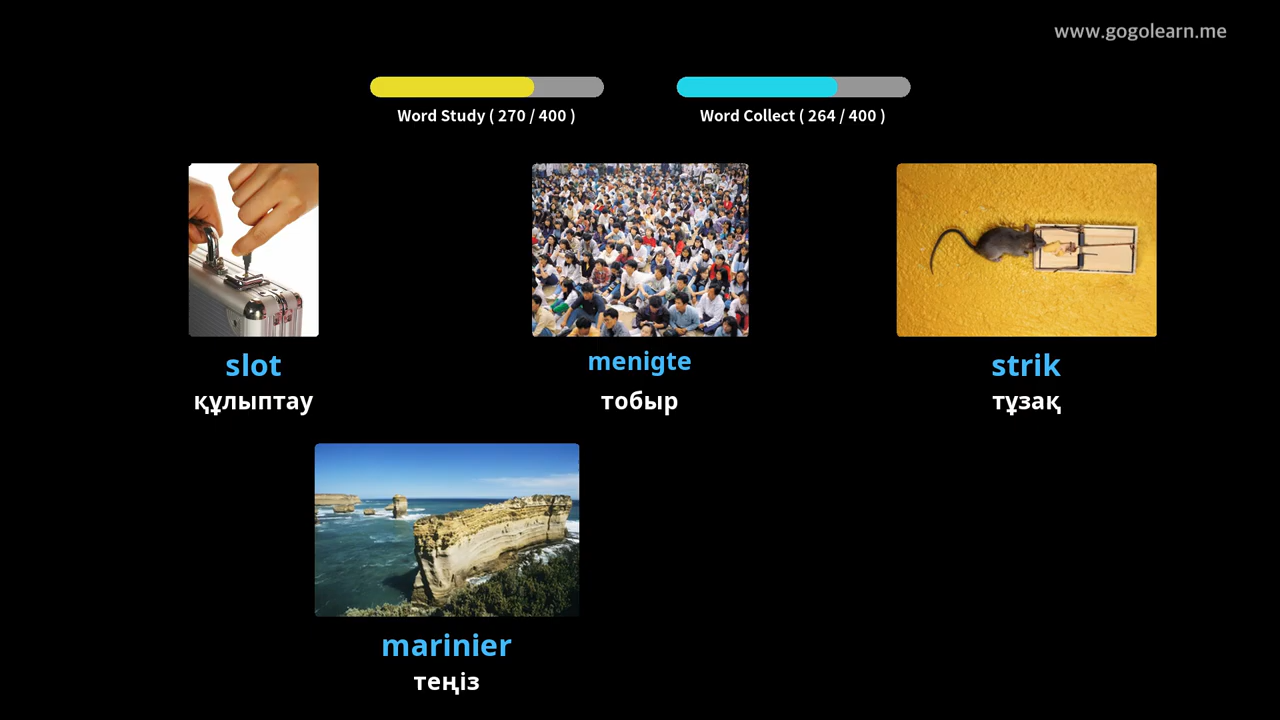 www.gogolearn.me
Word Study ( 270 / 400 )
Word Collect ( 264 / 400 )
slot
құлыптау
menigte
тобыр
strik
тұзақ
marinier
теңіз